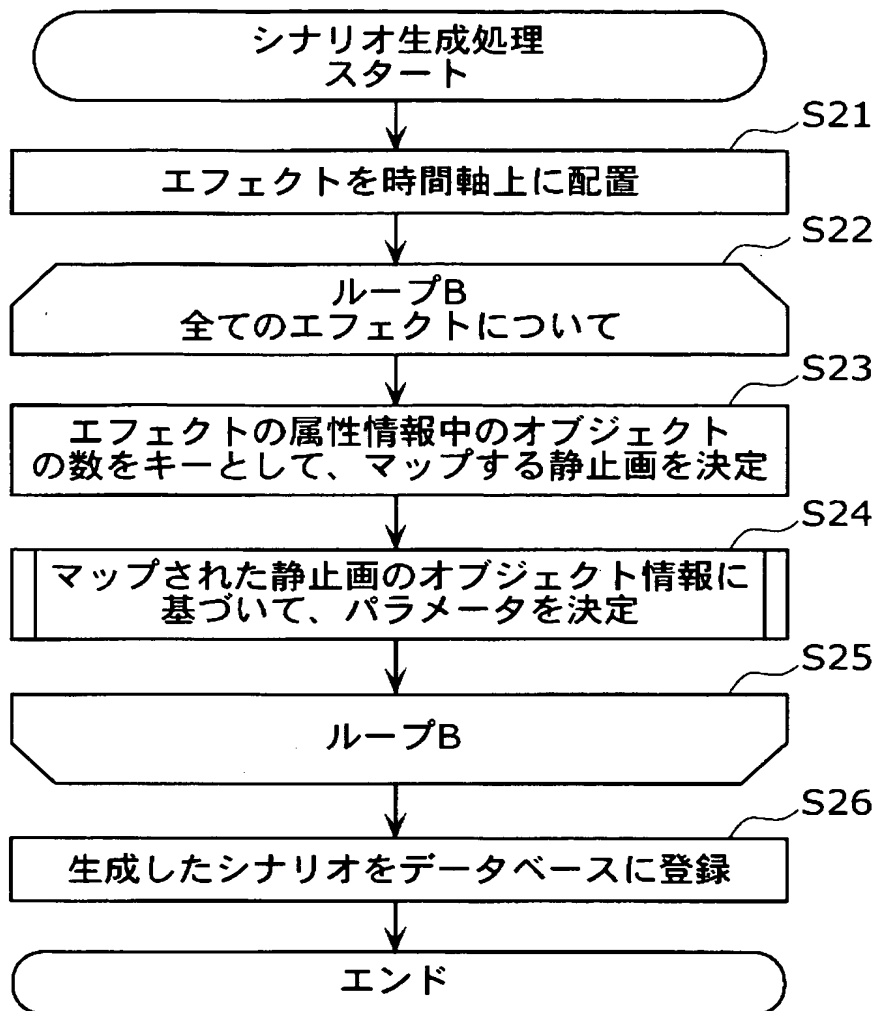 シナリオ生成処理
スタート
S21
エフェクトを時間軸上に配置
S22
ループB
全てのエフェクトについて
S23
エフェクトの属性情報中のオブジェクト
の数をキーとして、マップする静止画を決定
S24
マップされた静止画のオブジェクト情報に
基づいて、パラメータを決定
S25
ループB
S26
生成したシナリオをデータベースに登録
エンド